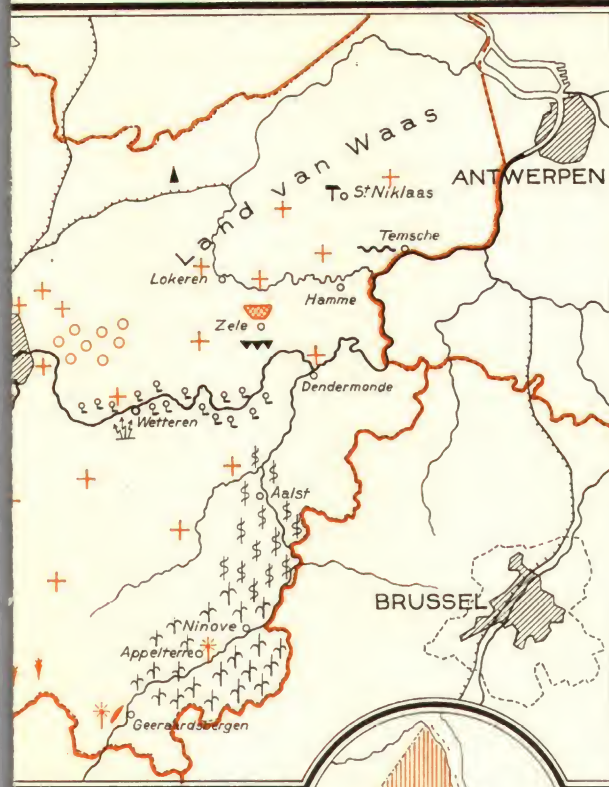 Land van Waas
ANTWERPEN
St Niklaas
Temsche
Lokeren
Hamme
Zele
Dendermonde
Wetteren
Aalst
BRUSSEL
Ninove
Appelterre
Geeraardsbergen